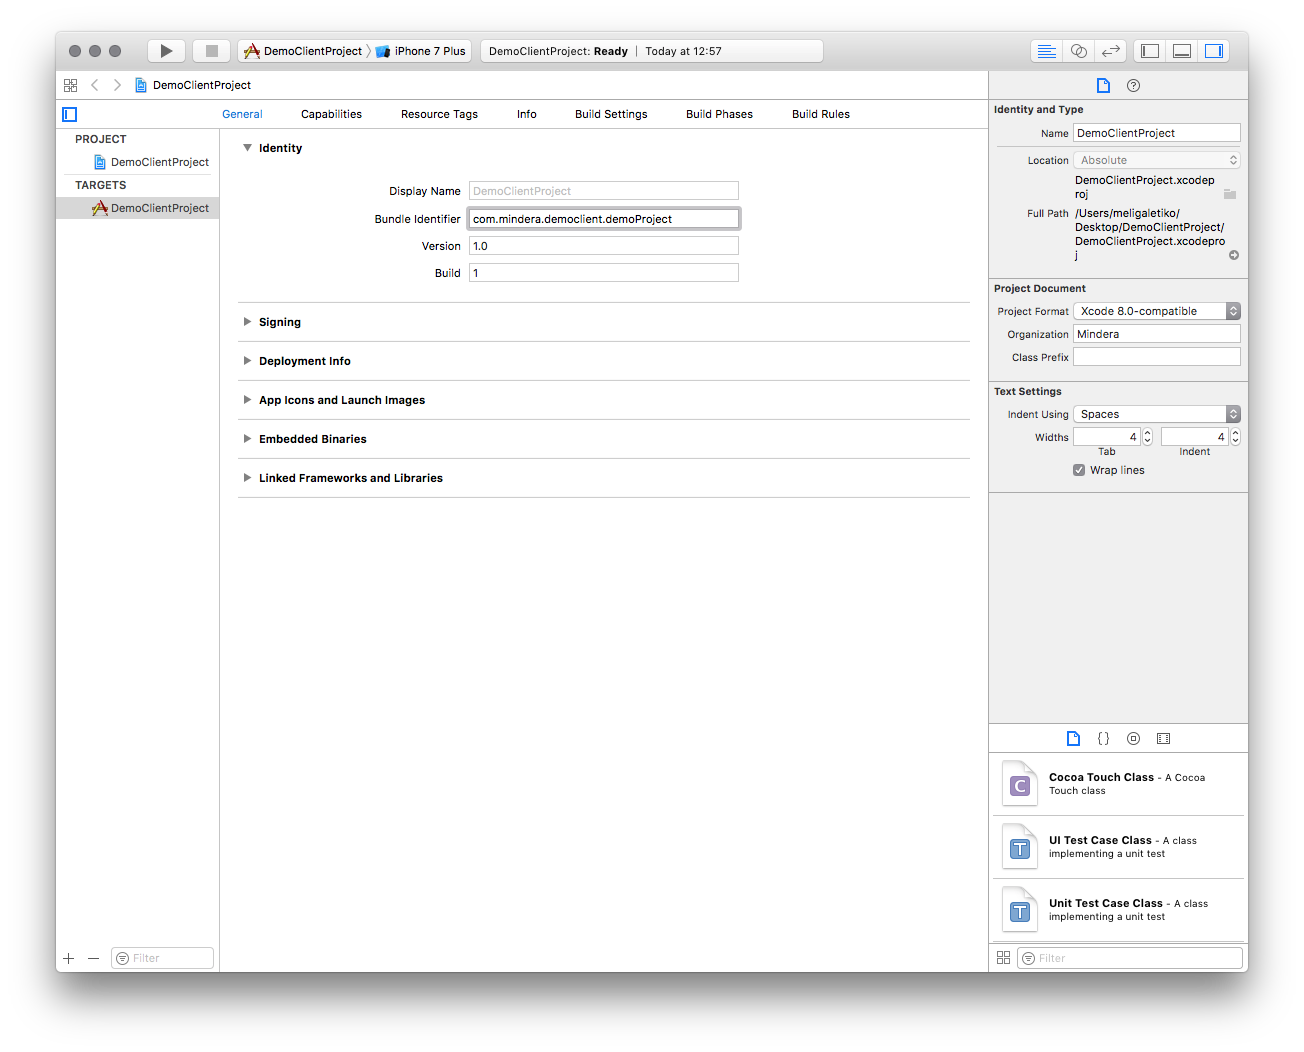 DemoClientProject
iPhone 7 Plus
DemoClientProject: Ready | Today at 12:57
DemoClientProject
General
Capabilities
Resource Tags
Info
Build Settings
Build Phases
Build Rules
PROJECT
DemoClientProject
TARGETS
DemoClientProject
Identity
Display Name DemoClientProject
Bundle Identifier com.mindera.democlient.demoProject
Version 1.0
Build 1
Signing
Deployment Info
App Icons and Launch Images
Embedded Binaries
Linked Frameworks and Libraries
Filter
Identity and Type
Name DemoClientProject
Location Absolute
DemoClientProject.xcodep
roj
Full Path /Users/meligaletiko/
Desktop/DemoClientProject/
DemoClientProject.xcodepro
j
Project Document
Project Format Xcode 8.0-compatible
Organization Mindera
Class Prefix
Text Settings
Indent Using Spaces
Widths 4 4
Tab Indent
Wrap lines
{}
C
Cocoa Touch Class - A Cocoa
Touch class
T
UI Test Case Class - A class
implementing a unit test
T
Unit Test Case Class - A class
implementing a unit test
Filter